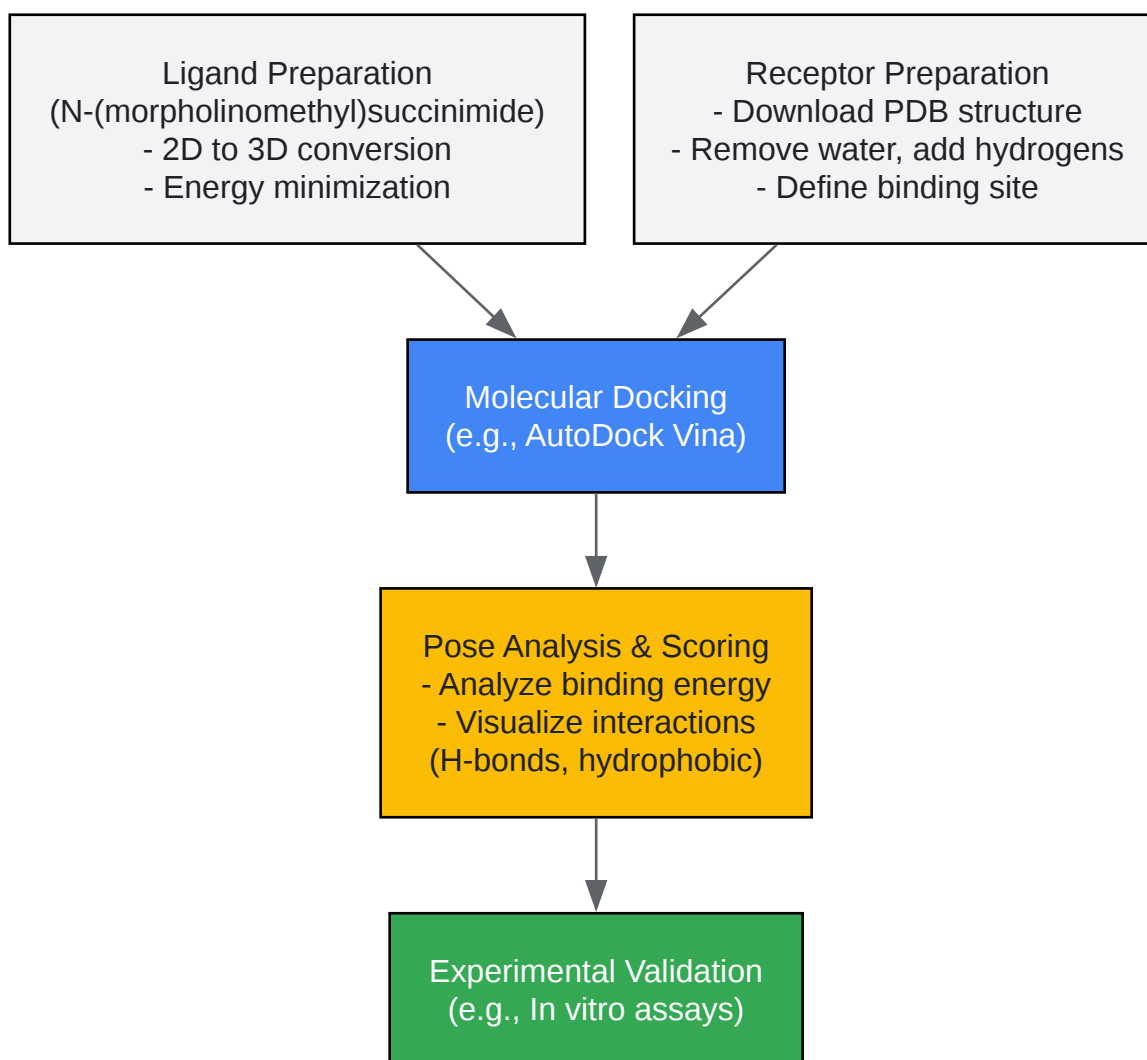 Ligand Preparation
(N-(morpholinomethyl)succinimide)
- 2D to 3D conversion
- Energy minimization
Receptor Preparation
- Download PDB structure
- Remove water, add hydrogens
- Define binding site
Molecular Docking
(e.g., AutoDock Vina)
Pose Analysis & Scoring
- Analyze binding energy
- Visualize interactions
(H-bonds, hydrophobic)
Experimental Validation
(e.g., In vitro assays)